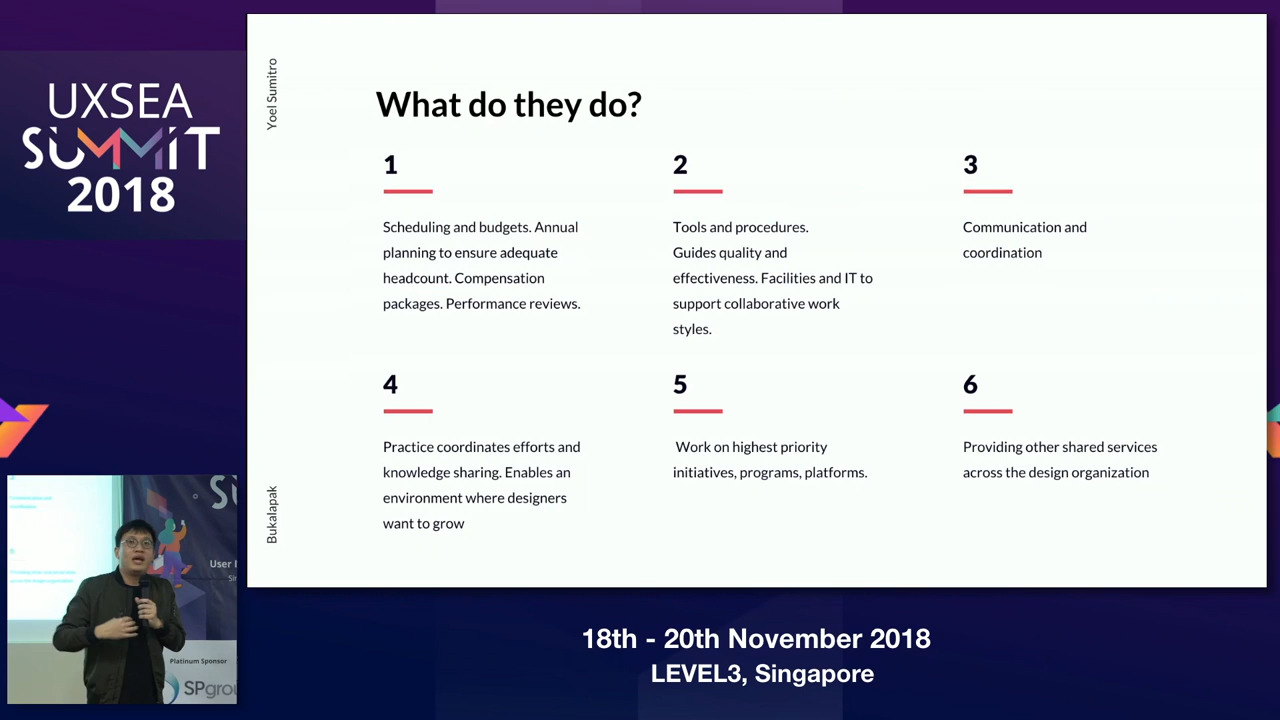 UXSEA
SUMMIT
2018
Yoel Sumitro
Bukalapak
What do they do?
1
Scheduling and budgets. Annual
planning to ensure adequate
headcount. Compensation
packages. Performance reviews.
2
Tools and procedures.
Guides quality and
effectiveness. Facilities and IT to
support collaborative work
styles.
3
Communication and
coordination
4
Practice coordinates efforts and
knowledge sharing. Enables an
environment where designers
want to grow
5
Work on highest priority
initiatives, programs, platforms.
6
Providing other shared services
across the design organization
User
Platinum Sponsor
SPgrou
18th - 20th November 2018
LEVEL3, Singapore